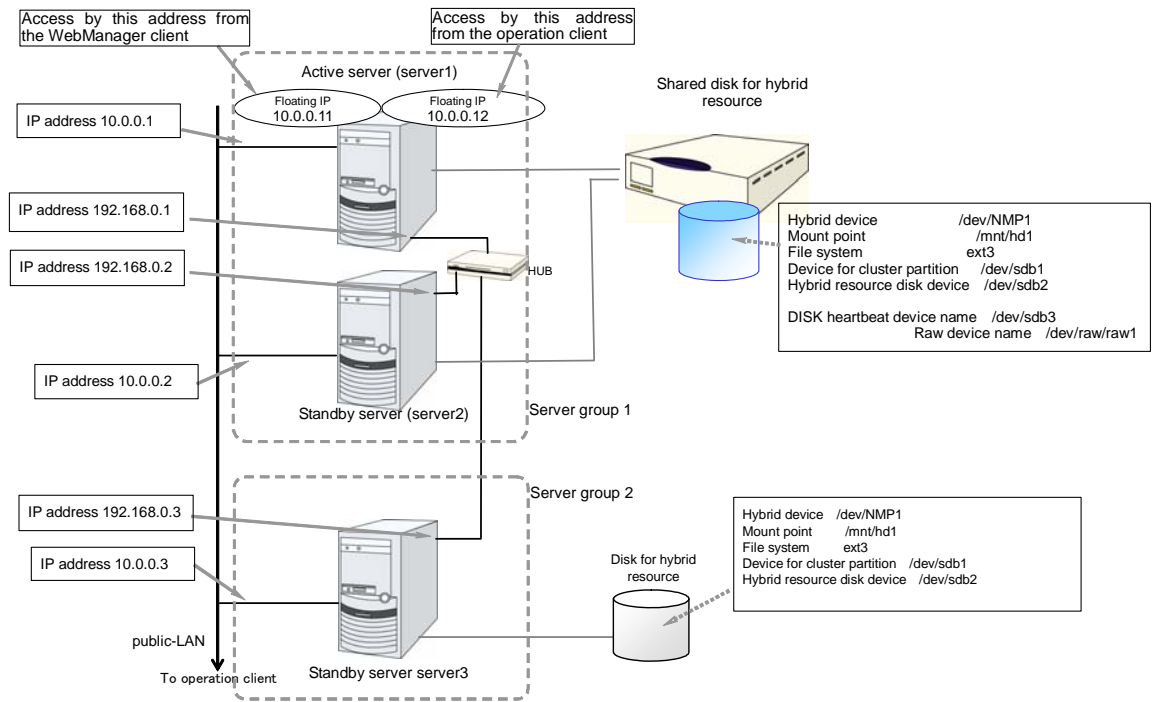 Access by this address from
the WebManager client
Access by this address
from the operation client
Active server (server1)
Floating IP
10.0.0.11
Floating IP
10.0.0.12
Shared disk for hybrid
resource
IP address 10.0.0.1
IP address 192.168.0.1
IP address 192.168.0.2
HUB
Hybrid device /dev/NMP1
Mount point /mnt/hd1
File system ext3
Device for cluster partition /dev/sdb1
Hybrid resource disk device /dev/sdb2
DISK heartbeat device name /dev/sdb3
Raw device name /dev/raw/raw1
IP address 10.0.0.2
Standby server (server2)
Server group 1
Server group 2
IP address 192.168.0.3
IP address 10.0.0.3
Hybrid device /dev/NMP1
Mount point /mnt/hd1
File system ext3
Device for cluster partition /dev/sdb1
Hybrid resource disk device /dev/sdb2
Disk for hybrid
resource
public-LAN
To operation client
Standby server server3